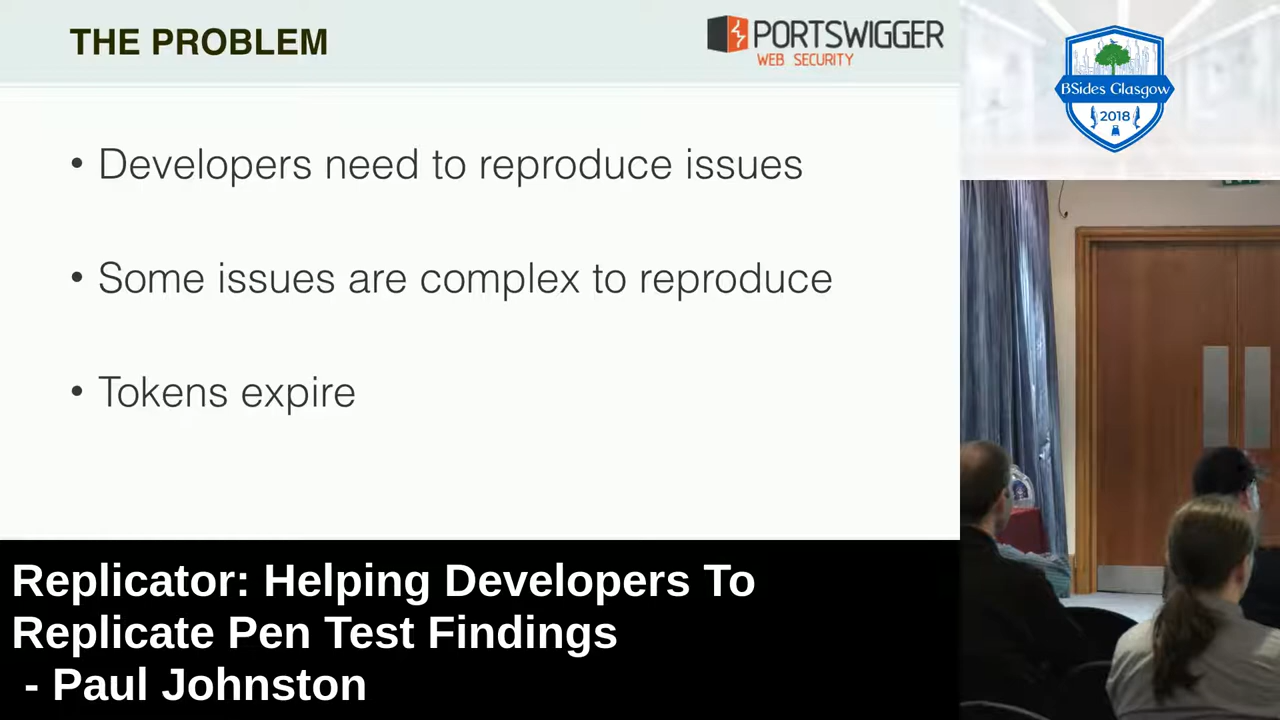 THE PROBLEM
PORTSWIGGER
WEB SECURITY
BSides Glasgow
2018
• Developers need to reproduce issues
• Some issues are complex to reproduce
• Tokens expire
Replicator: Helping Developers To
Replicate Pen Test Findings
- Paul Johnston